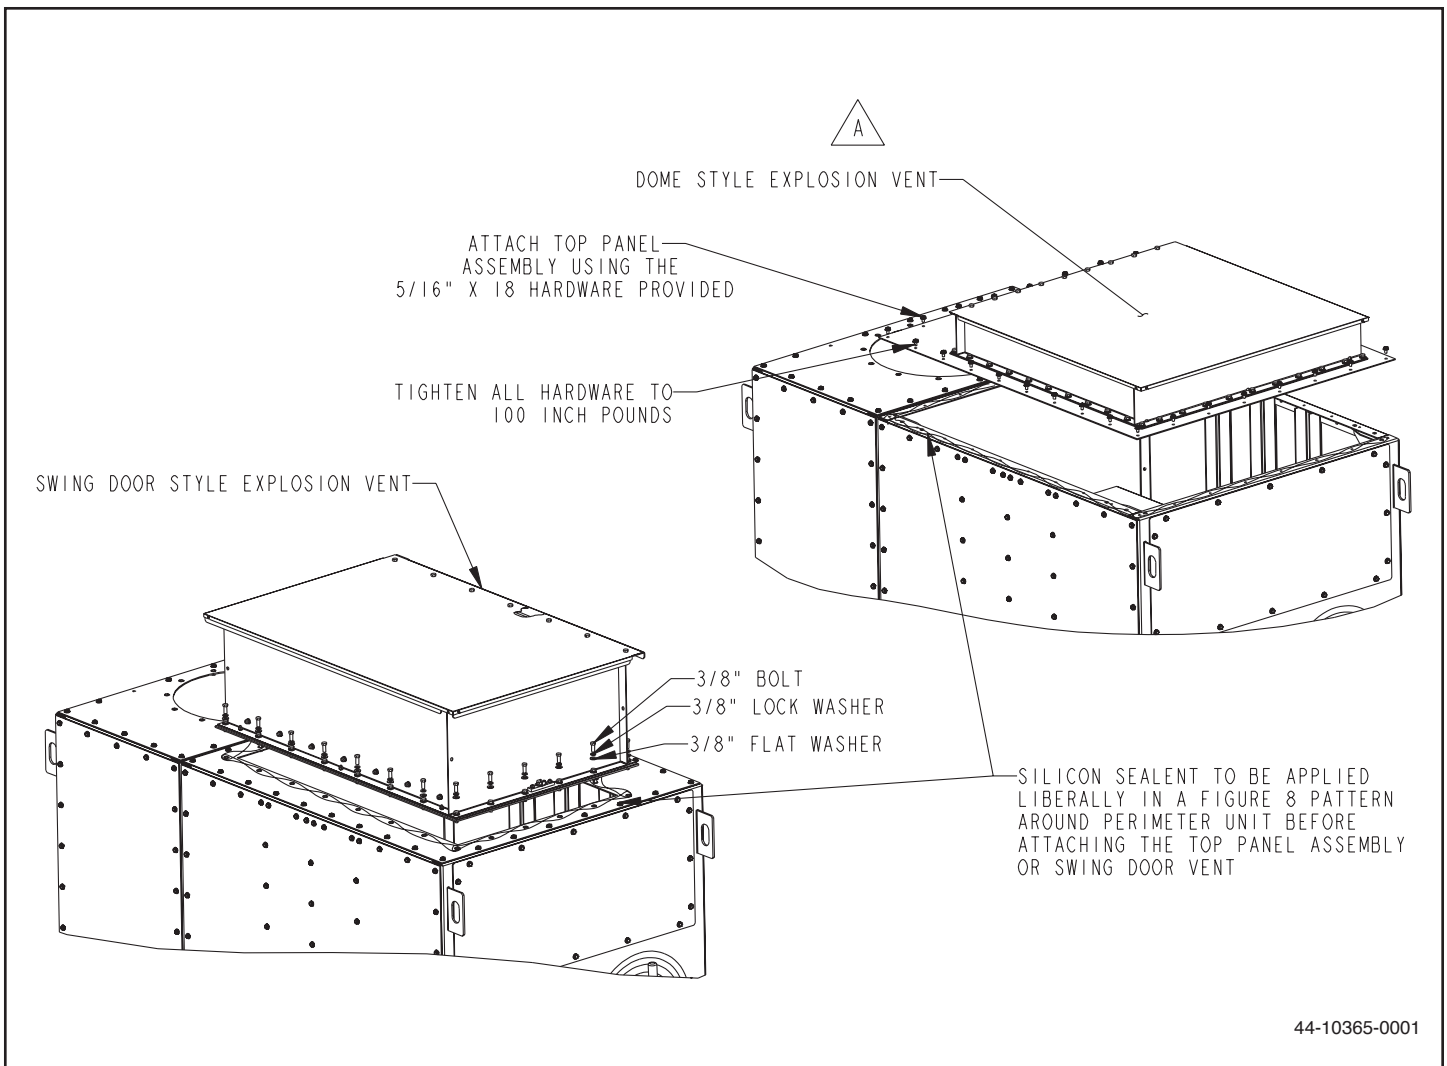 A
DOME STYLE EXPLOSION VENT
ATTACH TOP PANEL
ASSEMBLY USING THE
5/16" X 18 HARDWARE PROVIDED
TIGHTEN ALL HARDWARE TO
100 INCH POUNDS
SWING DOOR STYLE EXPLOSION VENT
3/8" BOLT
3/8" LOCK WASHER
3/8" FLAT WASHER
SILICON SEALENT TO BE APPLIED
LIBERALLY IN A FIGURE 8 PATTERN
AROUND PERIMETER UNIT BEFORE
ATTACHING THE TOP PANEL ASSEMBLY
OR SWING DOOR VENT
44-10365-0001